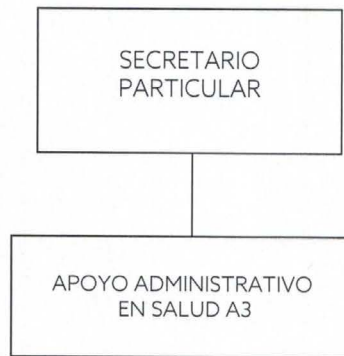 SECRETARIO
PARTICULAR
APOYO ADMINISTRATIVO
EN SALUD A3